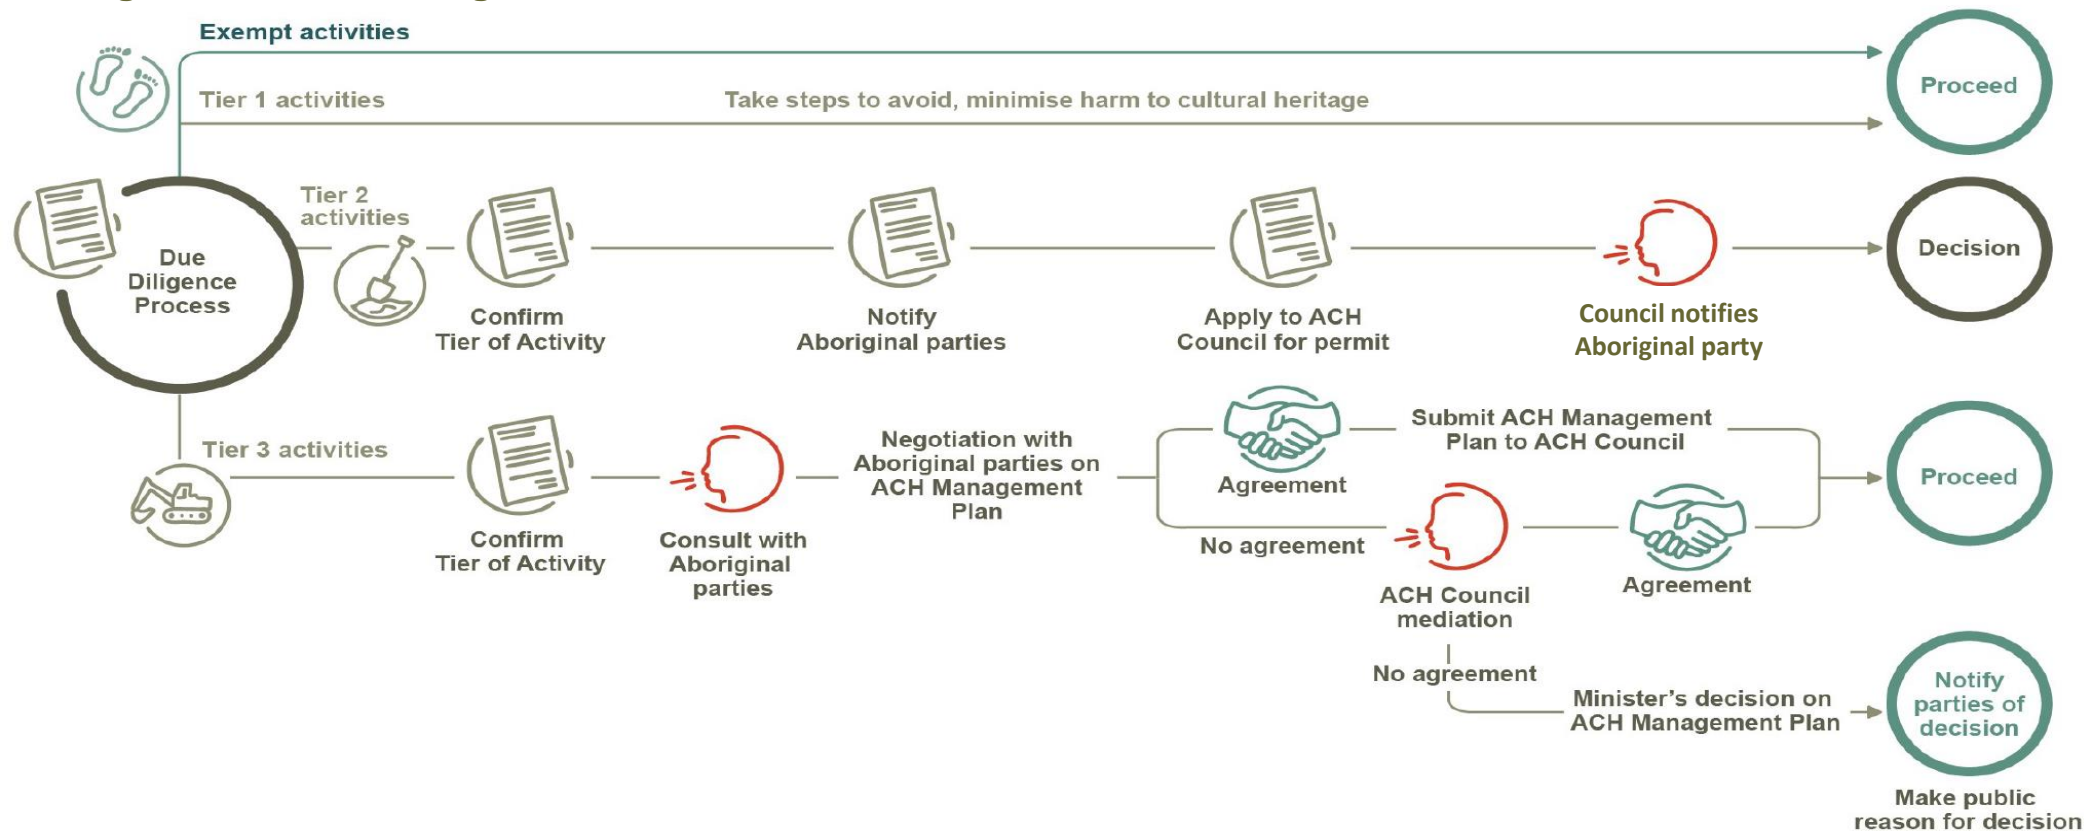 Exempt activities
Tier 1 activities
Take steps to avoid, minimise harm to cultural heritage
Proceed
Due
Diligence
Process
Tier 2
activities
Confirm
Tier of Activity
Notify
Aboriginal parties
Apply to ACH
Council for permit
Council notifies
Aboriginal party
Decision
Tier 3 activities
Confirm
Tier of Activity
Consult with
Aboriginal
parties
Negotiation with
Aboriginal parties on
ACH Management
Plan
Agreement
Submit ACH Management
Plan to ACH Council
No agreement
ACH Council
mediation
Agreement
Proceed
No agreement
Minister's decision on
ACH Management Plan
Notify
parties of
decision
Make public
reason for decision